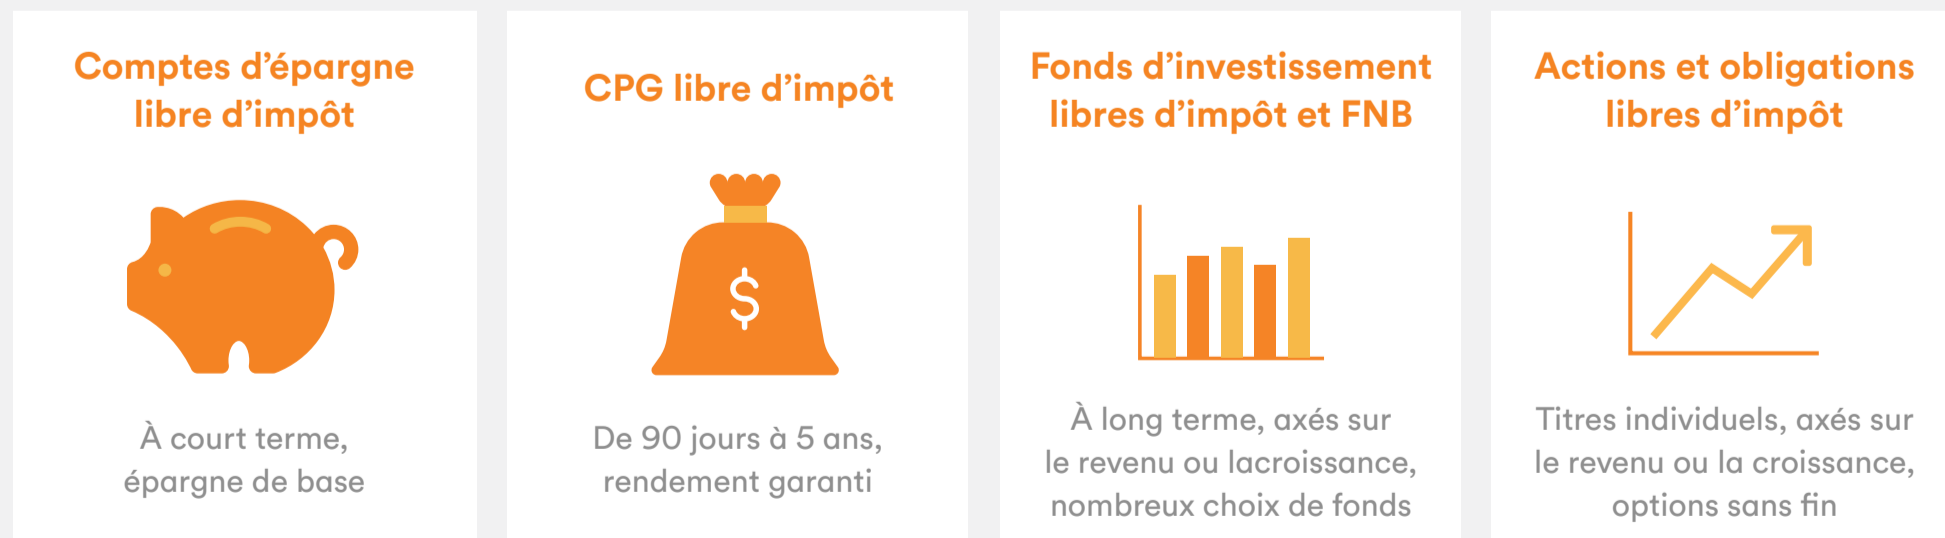 Comptes d’épargne
libre d’impôt
À court terme,
épargne de base
CPG libre d’impôt
$
De 90 jours à 5 ans,
rendement garanti
Fonds d’investissement
libres d’impôt et FNB
À long terme, axés sur
le revenu ou lacroissance,
nombreux choix de fonds
Actions et obligations
libres d’impôt
Titres individuels, axés sur
le revenu ou la croissance,
options sans fin